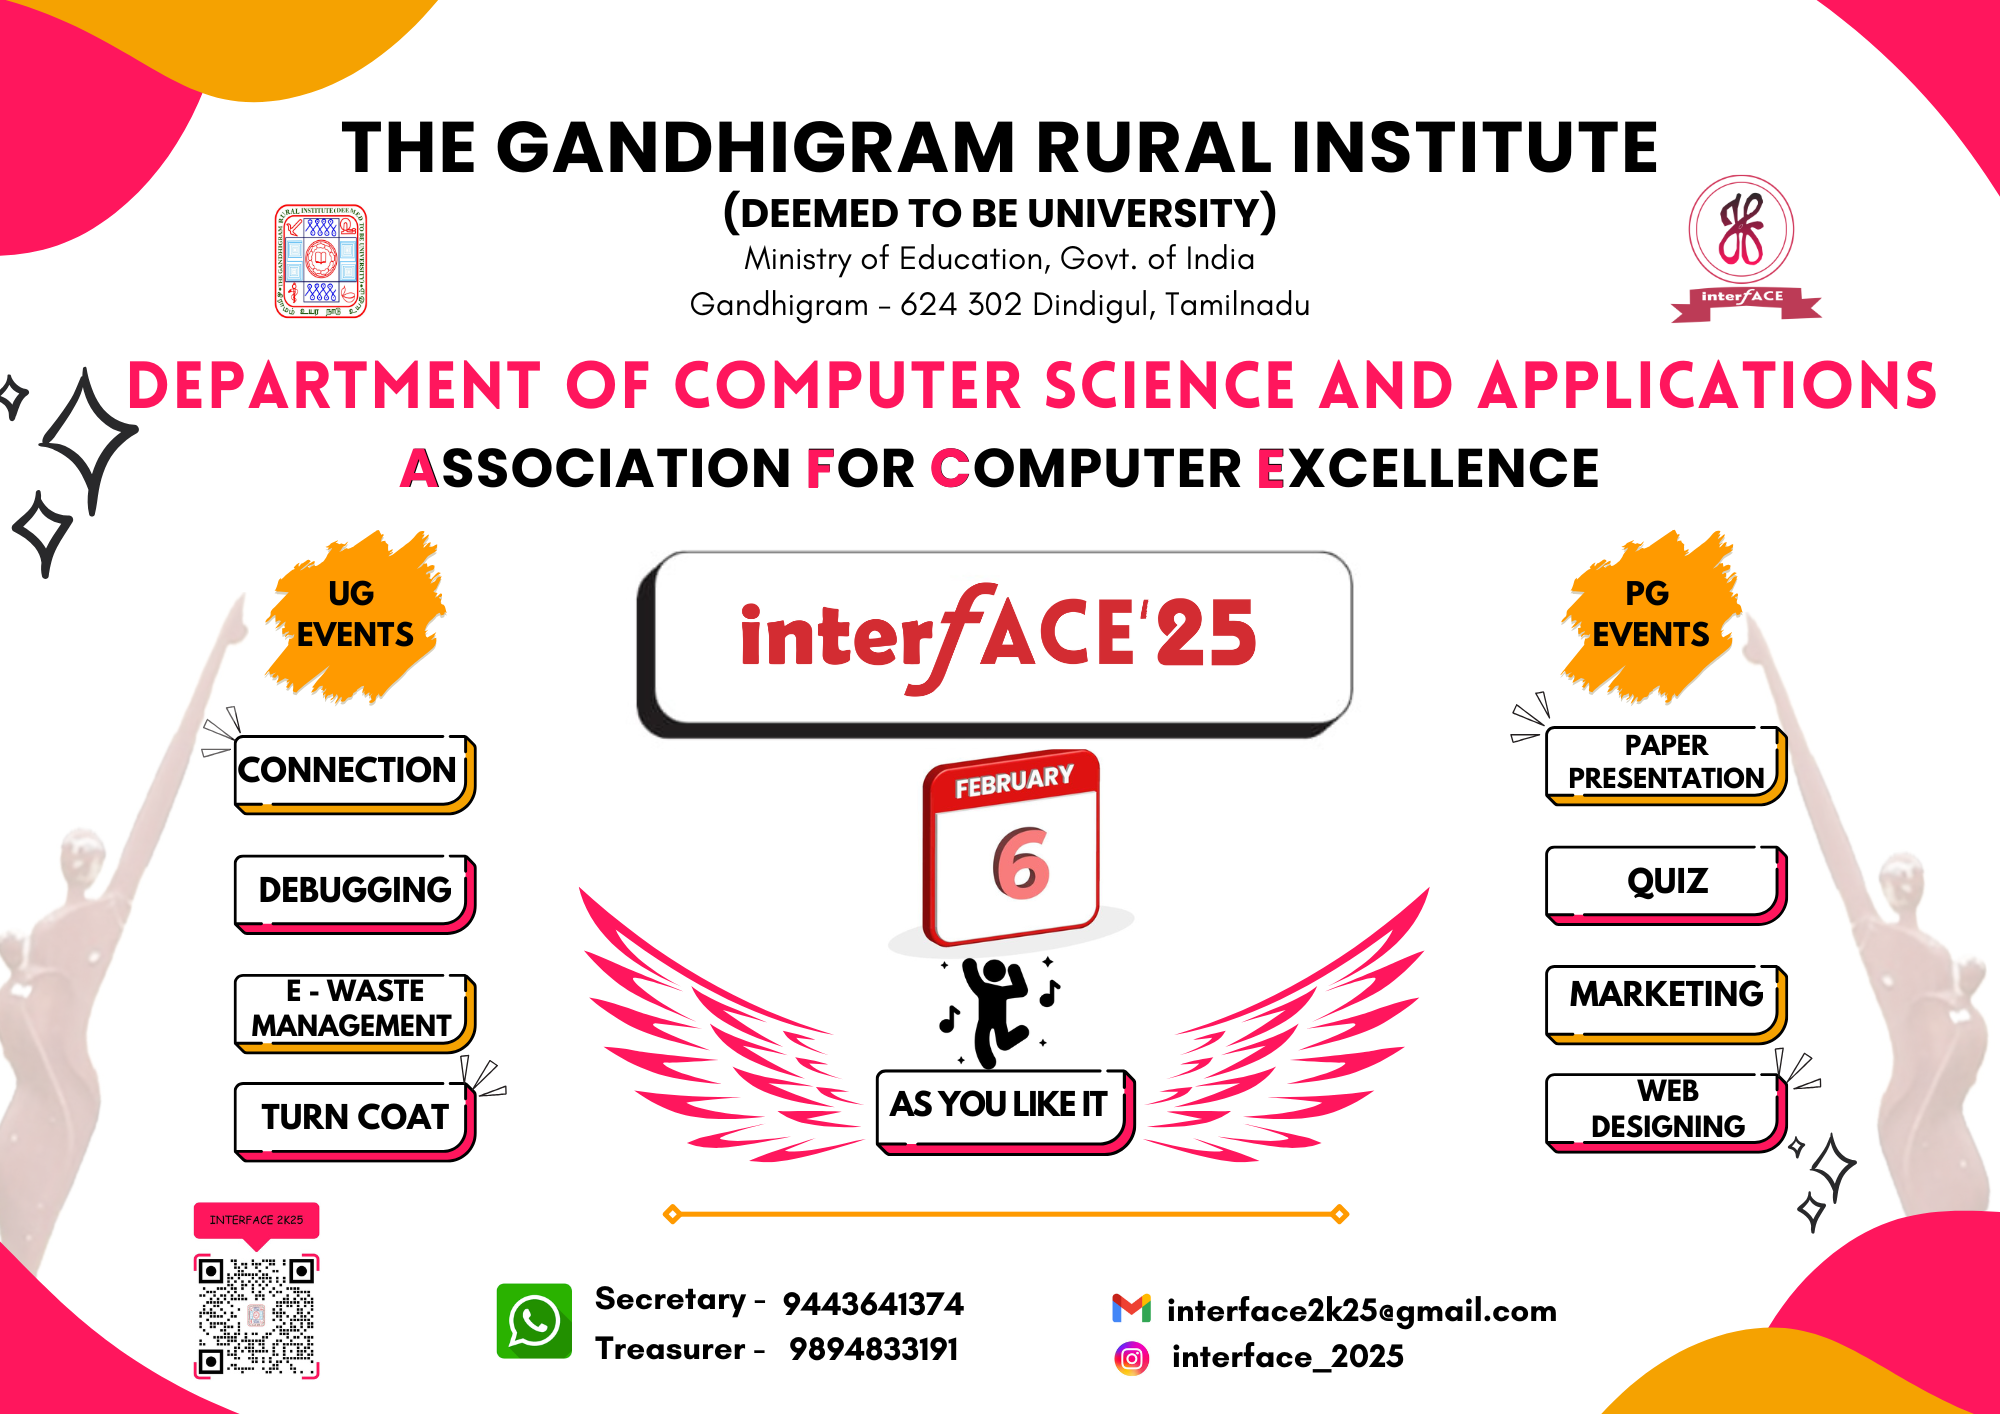 THE GANDHIGRAM RURAL INSTITUTE
(DEEMED TO BE UNIVERSITY)
Ministry of Education, Govt. of India
Gandhigram - 624 302 Dindigul, Tamilnadu
interfACE
DEPARTMENT OF COMPUTER SCIENCE AND APPLICATIONS
ASSOCIATION FOR COMPUTER EXCELLENCE
UG
EVENTS
CONNECTION
DEBUGGING
E - WASTE
MANAGEMENT
TURN COAT
interfACE'25
FEBRUARY
6
AS YOU LIKE IT
PG
EVENTS
PAPER
PRESENTATION
QUIZ
MARKETING
WEB
DESIGNING
INTERFACE 2K25
Secretary - 9443641374
Treasurer - 9894833191
interface2k25@gmail.com
interface_2025